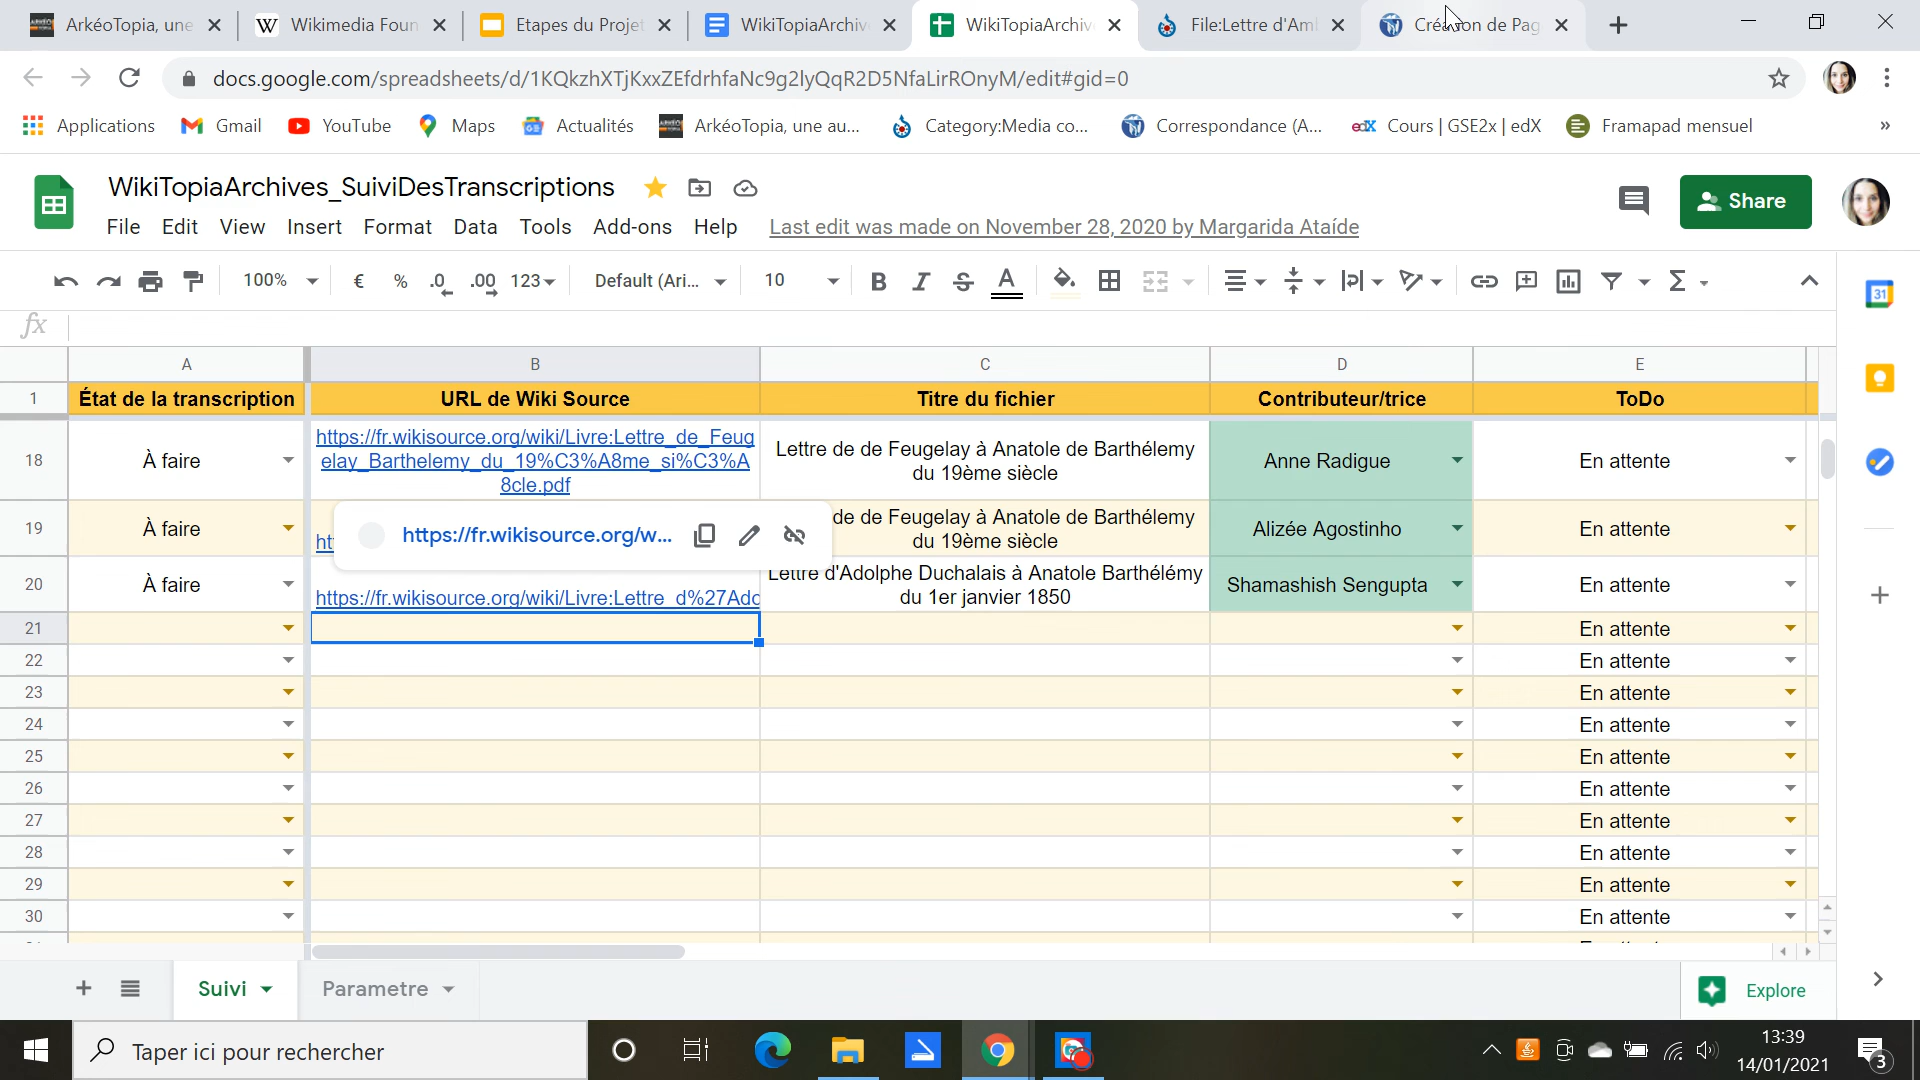 ArkéoTopia, une
Wikimedia Foun
Etapes du Projet
WikiTopiaArchiv
WikiTopiaArchiv
File:Lettre d'Am
Création de Pag
docs.google.com/spreadsheets/d/1KQkzhXTjKxxZEfdrhfaNc9g2lyQqR2D5NfaLirROnyM/edit#gid=0
Applications
Gmail
YouTube
Maps
Actualités
ArkéoTopia, une au...
Category:Media co...
Correspondance (A...
edX Cours | GSE2x | edX
Framapad mensuel
»
WikiTopiaArchives_SuiviDesTranscriptions
Share
File Edit View Insert Format Data Tools Add-ons Help Last edit was made on November 28, 2020 by Margarida Ataíde
100% € % .0 .00 123 Default (Ari... 10 B I S A Σ
31
fx
A B C D E
1 État de la transcription URL de Wiki Source Titre du fichier Contributeur/trice ToDo
18 À faire
https://fr.wikisource.org/wiki/Livre:Lettre_de_Feug
elay_Barthelemy_du_19%C3%A8me_si%C3%A
8cle.pdf
Lettre de de Feugelay à Anatole de Barthélemy
du 19ème siècle
Anne Radigue En attente
19 À faire
htt
https://fr.wikisource.org/w...
de de Feugelay à Anatole de Barthélemy
du 19ème siècle
Alizée Agostinho En attente
20 À faire
https://fr.wikisource.org/wiki/Livre:Lettre_d%27Ado
Lettre d'Adolphe Duchalais à Anatole Barthélémy
du 1er janvier 1850
Shamashish Sengupta En attente
21 En attente
22 En attente
23 En attente
24 En attente
25 En attente
26 En attente
27 En attente
28 En attente
29 En attente
30 En attente
Suivi Parametre
Explore
Taper ici pour rechercher
13:39
14/01/2021
3